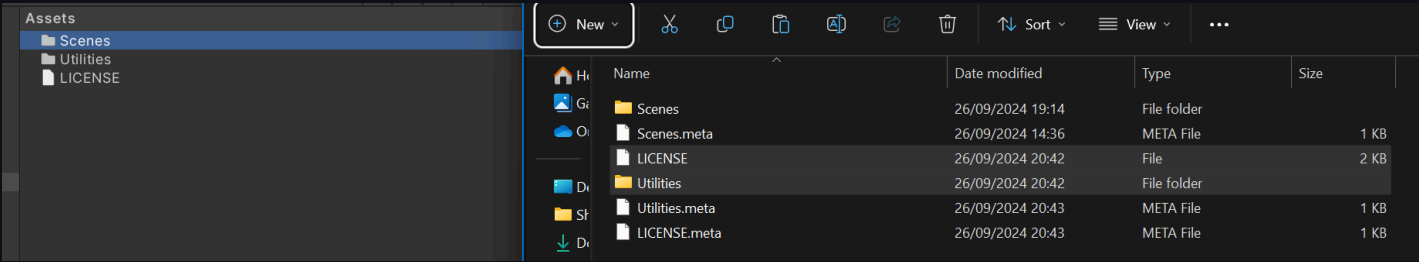 Assets
Scenes
Utilities
LICENSE
New
Sort
View
Name Date modified Type Size
Scenes 26/09/2024 19:14 File folder
Scenes.meta 26/09/2024 14:36 META File 1 KB
LICENSE 26/09/2024 20:42 File 2 KB
Utilities 26/09/2024 20:42 File folder
Utilities.meta 26/09/2024 20:43 META File 1 KB
LICENSE.meta 26/09/2024 20:43 META File 1 KB